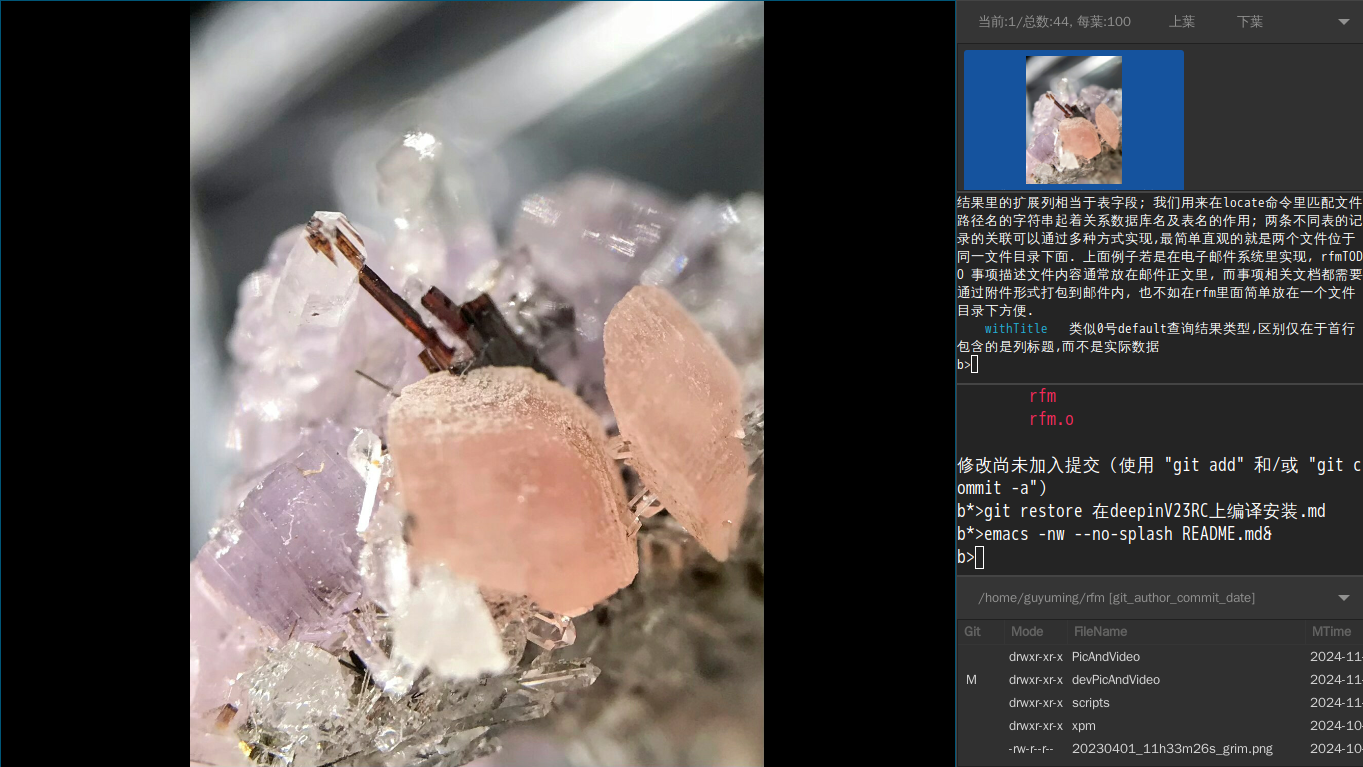 当前:1/总数:44, 每葉:100 上葉 下葉
结果里的扩展列相当于表字段; 我们用来在locate命令里匹配文件
路径名的字符串起着关系数据库名及表名的作用; 两条不同表的记
录的关联可以通过多种方式实现,最简单直观的就是两个文件位于
同一文件目录下面. 上面例子若是在电子邮件系统里实现, rfmTOD
O 事项描述文件内容通常放在邮件正文里, 而事项相关文档都需要
通过附件形式打包到邮件内, 也不如在rfm里面简单放在一个文件
目录下方便.
withTitle 类似0号default查询结果类型,区别仅在于首行
包含的是列标题,而不是实际数据
b>
rfm
rfm.o
修改尚未加入提交（使用 "git add" 和/或 "git c
ommit -a"）
b*>git restore 在deepinV23RC上编译安装.md
b*>emacs -nw --no-splash README.md&
b>
/home/guyuming/rfm [git_author_commit_date]
Git Mode FileName MTime
drwxr-xr-x PicAndVideo 2024-11
M drwxr-xr-x devPicAndVideo 2024-11
drwxr-xr-x scripts 2024-11
drwxr-xr-x xpm 2024-10
-rw-r--r-- 20230401_11h33m26s_grim.png 2024-10